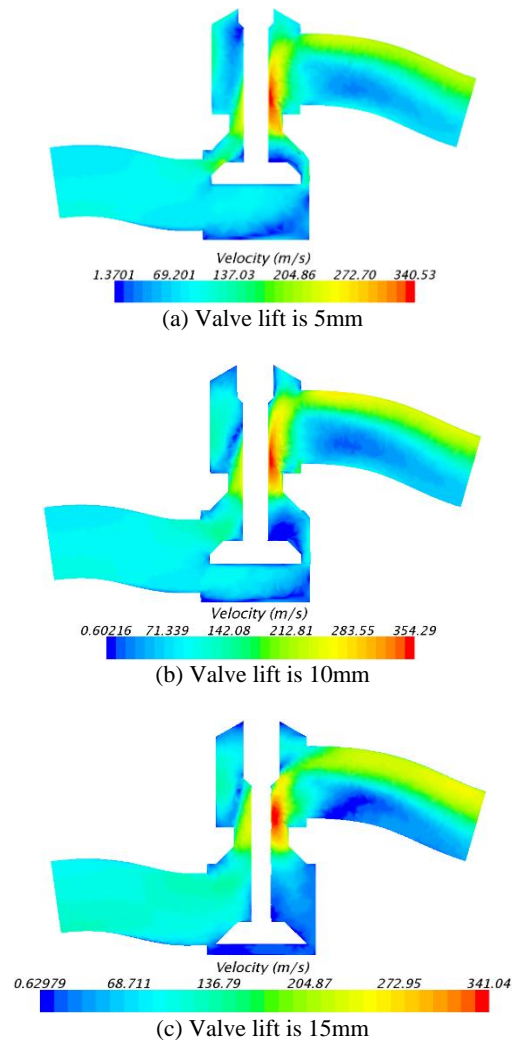 Velocity (m/s)
1.3701 69.201 137.03 204.86 272.70 340.53
(a) Valve lift is 5mm
Velocity (m/s)
0.60216 71.339 142.08 212.81 283.55 354.29
(b) Valve lift is 10mm
Velocity (m/s)
0.62979 68.711 136.79 204.87 272.95 341.04
(c) Valve lift is 15mm